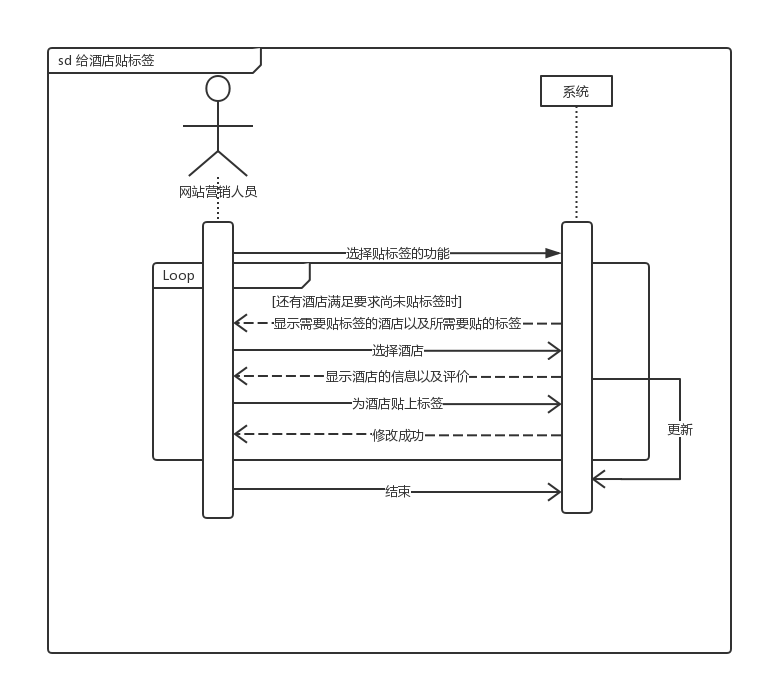 sd 给酒店贴标签
系统
网站营销人员
选择贴标签的功能
Loop
[还有酒店满足要求尚未贴标签时]
显示需要贴标签的酒店以及所需要贴的标签
选择酒店
显示酒店的信息以及评价
为酒店贴上标签
更新
修改成功
结束